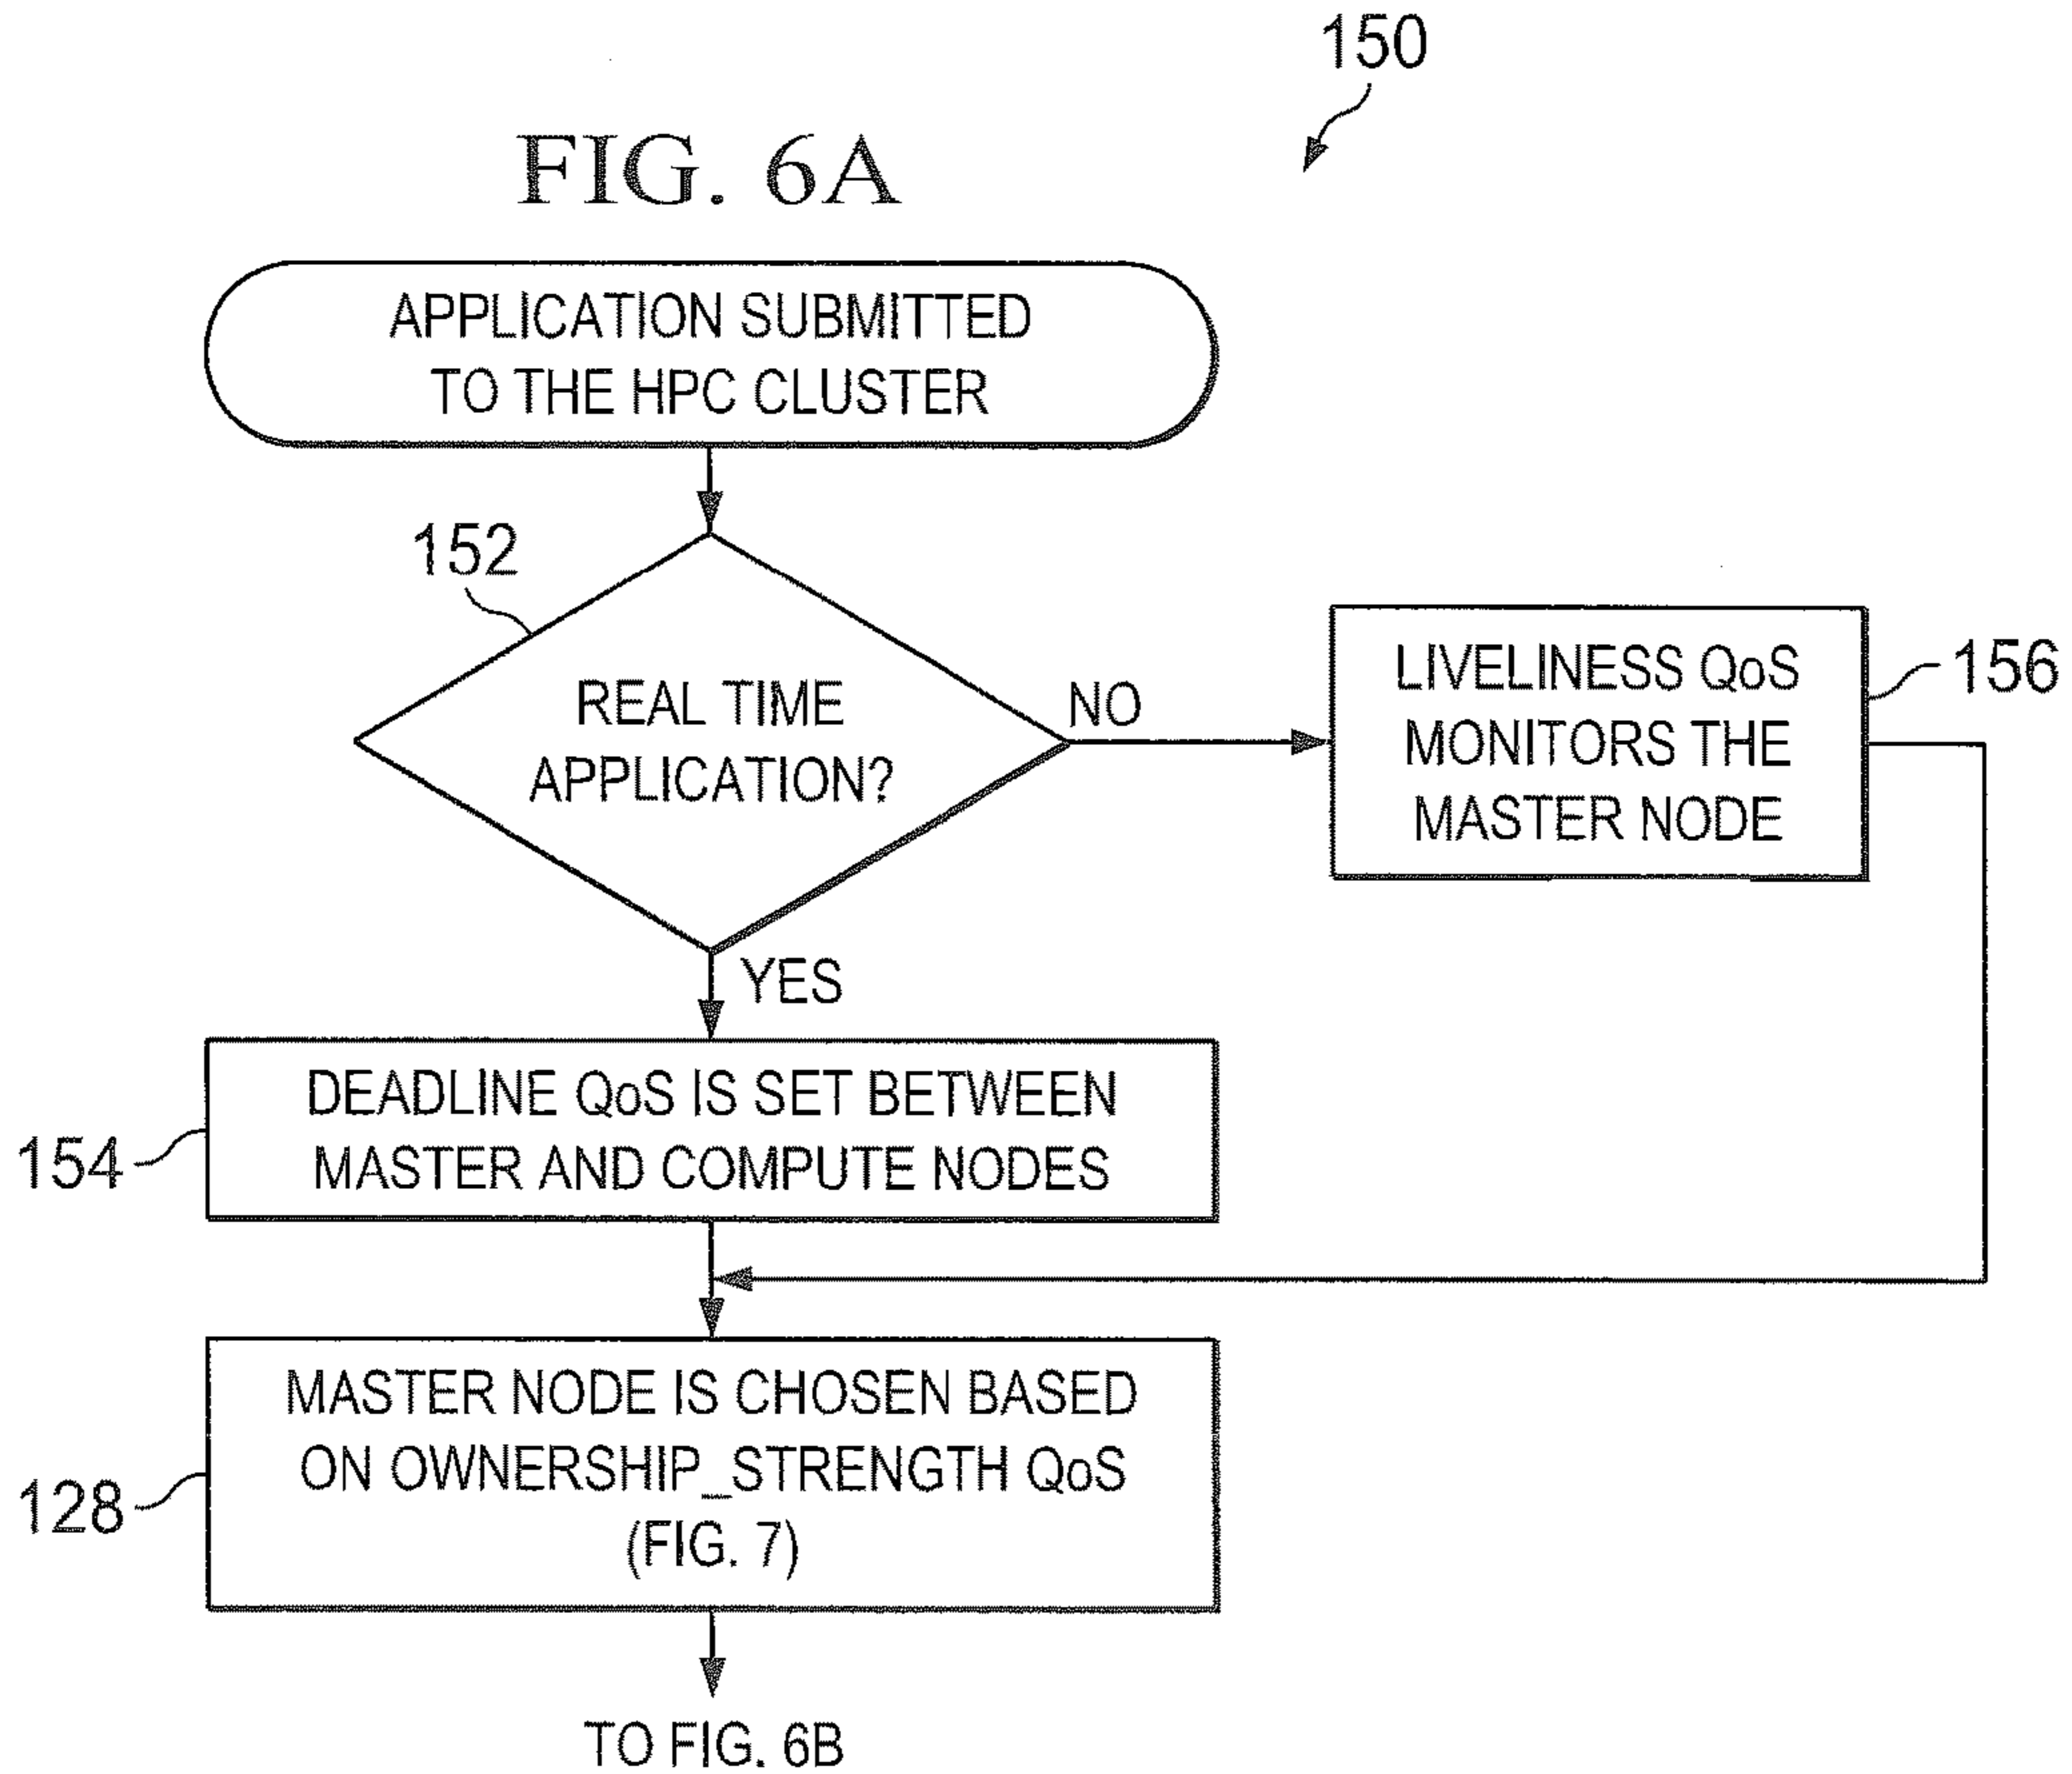 150
FIG. 6A
APPLICATION SUBMITTED
TO THE HPC CLUSTER
152
REAL TIME
APPLICATION?
NO
LIVELINESS QoS
MONITORS THE
MASTER NODE
156
YES
DEADLINE QoS IS SET BETWEEN
MASTER AND COMPUTE NODES
154
MASTER NODE IS CHOSEN BASED
ON OWNERSHIP_STRENGTH QoS
(FIG. 7)
128
TO FIG. 6B